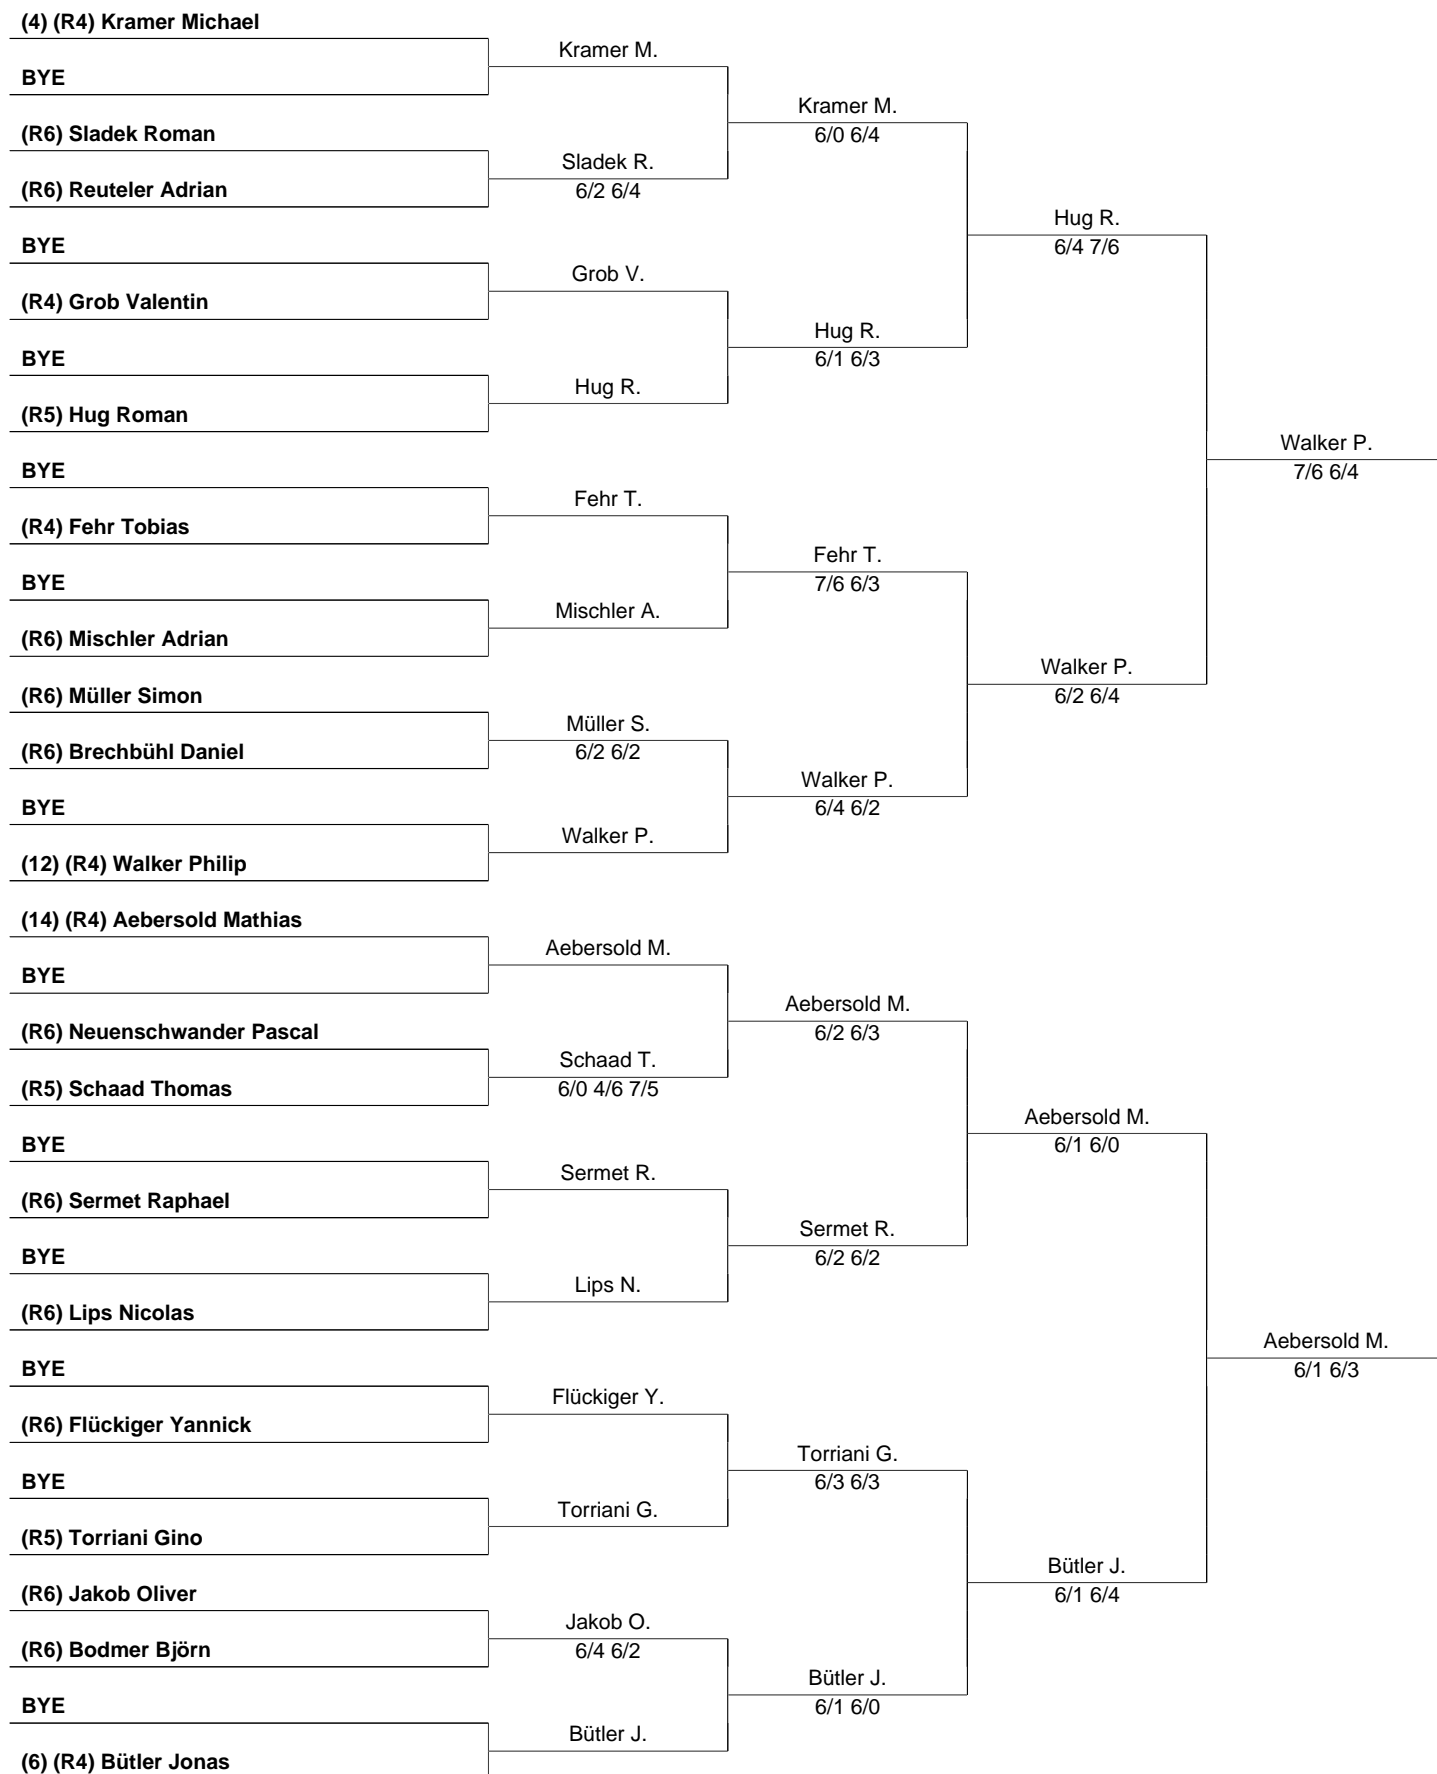 (4) (R4) Kramer Michael
Kramer M.
BYE
Kramer M.
6/0 6/4
(R6) Sladek Roman
Sladek R.
6/2 6/4
(R6) Reuteler Adrian
Hug R.
6/4 7/6
BYE
Grob V.
(R4) Grob Valentin
Hug R.
6/1 6/3
BYE
Hug R.
(R5) Hug Roman
Walker P.
7/6 6/4
BYE
Fehr T.
(R4) Fehr Tobias
Fehr T.
7/6 6/3
BYE
Mischler A.
(R6) Mischler Adrian
Walker P.
6/2 6/4
(R6) Müller Simon
Müller S.
6/2 6/2
(R6) Brechbühl Daniel
Walker P.
6/4 6/2
BYE
Walker P.
(12) (R4) Walker Philip
(14) (R4) Aebersold Mathias
Aebersold M.
BYE
Aebersold M.
6/2 6/3
(R6) Neuenschwander Pascal
Schaad T.
6/0 4/6 7/5
(R5) Schaad Thomas
Aebersold M.
6/1 6/0
BYE
Sermet R.
(R6) Sermet Raphael
Sermet R.
6/2 6/2
BYE
Lips N.
(R6) Lips Nicolas
Aebersold M.
6/1 6/3
BYE
Flückiger Y.
(R6) Flückiger Yannick
Torriani G.
6/3 6/3
BYE
Torriani G.
(R5) Torriani Gino
Bütler J.
6/1 6/4
(R6) Jakob Oliver
Jakob O.
6/4 6/2
(R6) Bodmer Björn
Bütler J.
6/1 6/0
BYE
Bütler J.
(6) (R4) Bütler Jonas